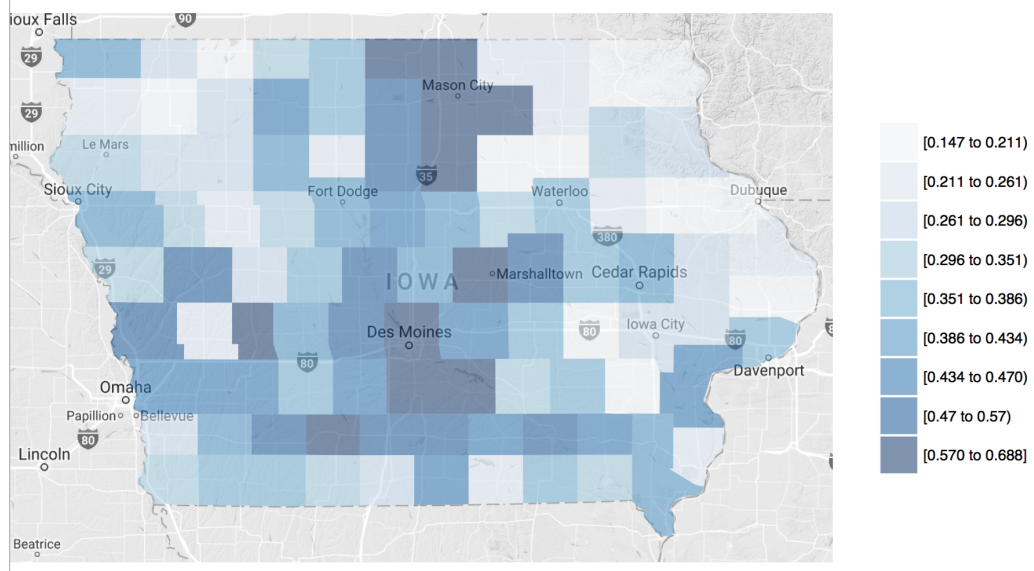 ioux Falls
90
29
29
Mason City
Le Mars
million
35
Sioux City
Fort Dodge
Waterloo
Dubuque
380
29
IOWA
Marshalltown
Cedar Rapids
80
Iowa City
Des Moines
80
80
Davenport
Omaha
Papillion
Bellevue
80
Lincoln
Beatrice
[0.147 to 0.211)
[0.211 to 0.261)
[0.261 to 0.296)
[0.296 to 0.351)
[0.351 to 0.386)
[0.386 to 0.434)
[0.434 to 0.470)
[0.47 to 0.57)
[0.570 to 0.688]